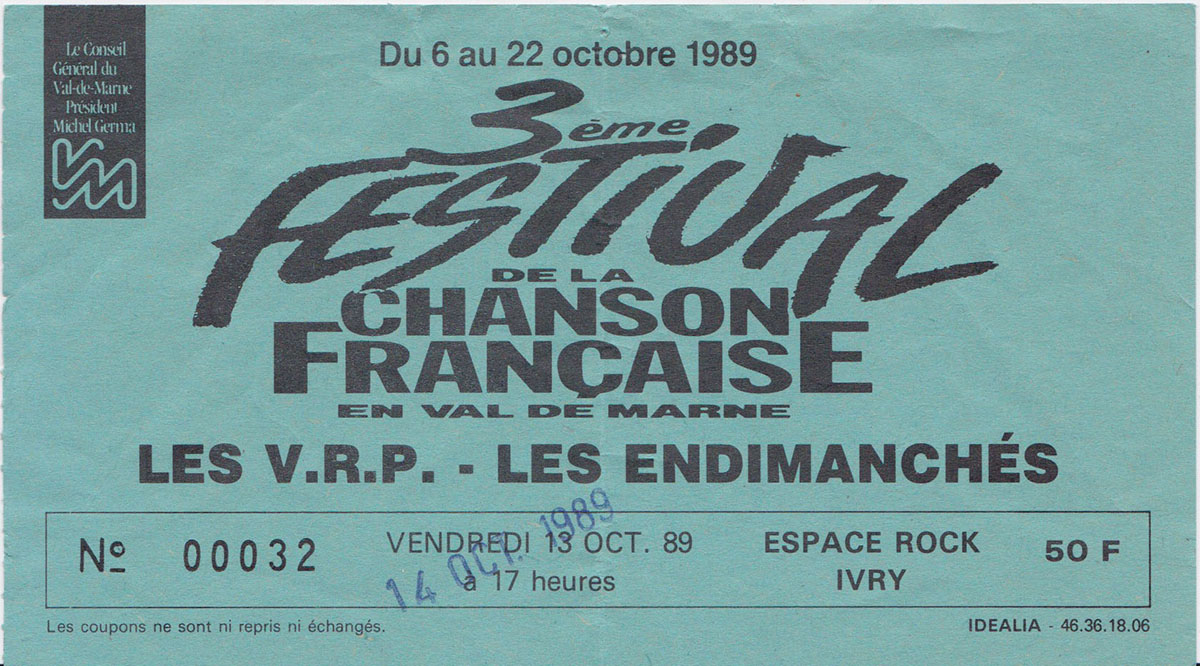 Le Conseil
Général du
Val-de-Marne
Président
Michel Germa
VM
Du 6 au 22 octobre 1989
3ème
FESTIVAL
DE LA
CHANSON
FRANÇAISE
EN VAL DE MARNE
LES V.R.P. - LES ENDIMANCHÉS
Nº 00032
VENDREDI 13 OCT. 89
à 17 heures
14 OCT. 1989
ESPACE ROCK
IVRY
50 F
Les coupons ne sont ni repris ni échangés.
IDEALIA - 46.36.18.06